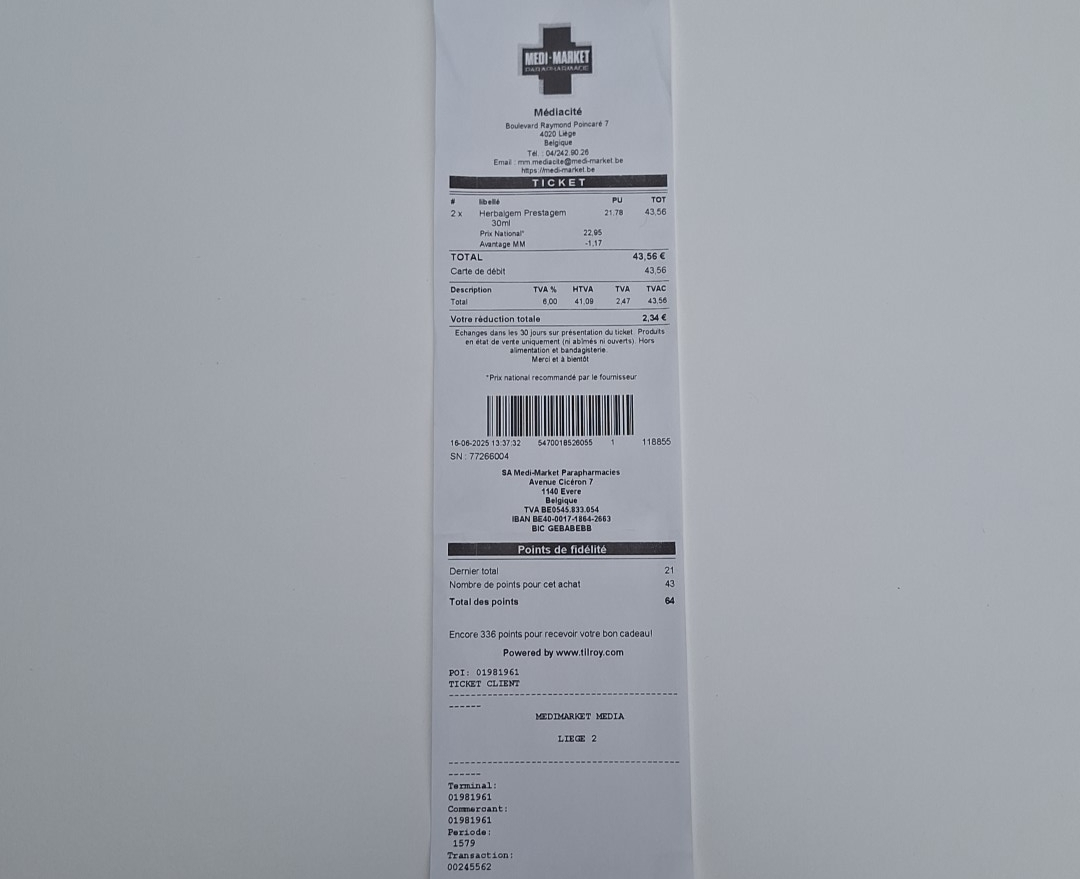 MEDI-MARKET
PARAPHARMACIE
Médiacité
Boulevard Raymond Poincaré 7
4020 Liège
Belgique
Tél. : 04/242.90.26
Email : mm.mediacite@medi-market.be
https://medi-market.be
TICKET
# libellé PU TOT
2 x Herbalgem Prestagem 21,78 43,56
30ml
Prix National* 22,95
Avantage MM -1,17
TOTAL 43,56 €
Carte de débit 43,56
Description TVA % HTVA TVA TVAC
Total 6,00 41,09 2,47 43,56
Votre réduction totale 2,34 €
Echanges dans les 30 jours sur présentation du ticket. Produits
en état de vente uniquement (ni abîmés ni ouverts). Hors
alimentation et bandagisterie.
Merci et à bientôt
*Prix national recommandé par le fournisseur
16-06-2025 13:37:32 5470018526055 1 118855
SN : 77266004
SA Medi-Market Parapharmacies
Avenue Cicéron 7
1140 Evere
Belgique
TVA BE0545.833.054
IBAN BE40-0017-1864-2663
BIC GEBABEBB
Points de fidélité
Dernier total 21
Nombre de points pour cet achat 43
Total des points 64
Encore 336 points pour recevoir votre bon cadeau!
Powered by www.tilroy.com
POI: 01981961
TICKET CLIENT
--------------------------------------
------
MEDIMARKET MEDIA
LIEGE 2
--------------------------------------
------
Terminal:
01981961
Commercant:
01981961
Periode:
1579
Transaction:
00245562